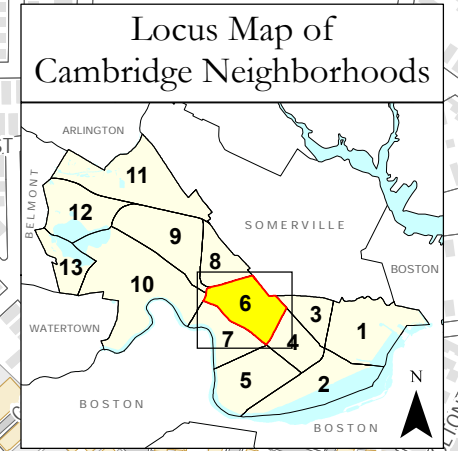 Locus Map of
Cambridge Neighborhoods
ARLINGTON
ST
11
BELMONT
12
SOMERVILLE
9
8
13
BOSTON
10
6
3
WATERTOWN
1
7
4
5
2
N
BOSTON
BOSTON